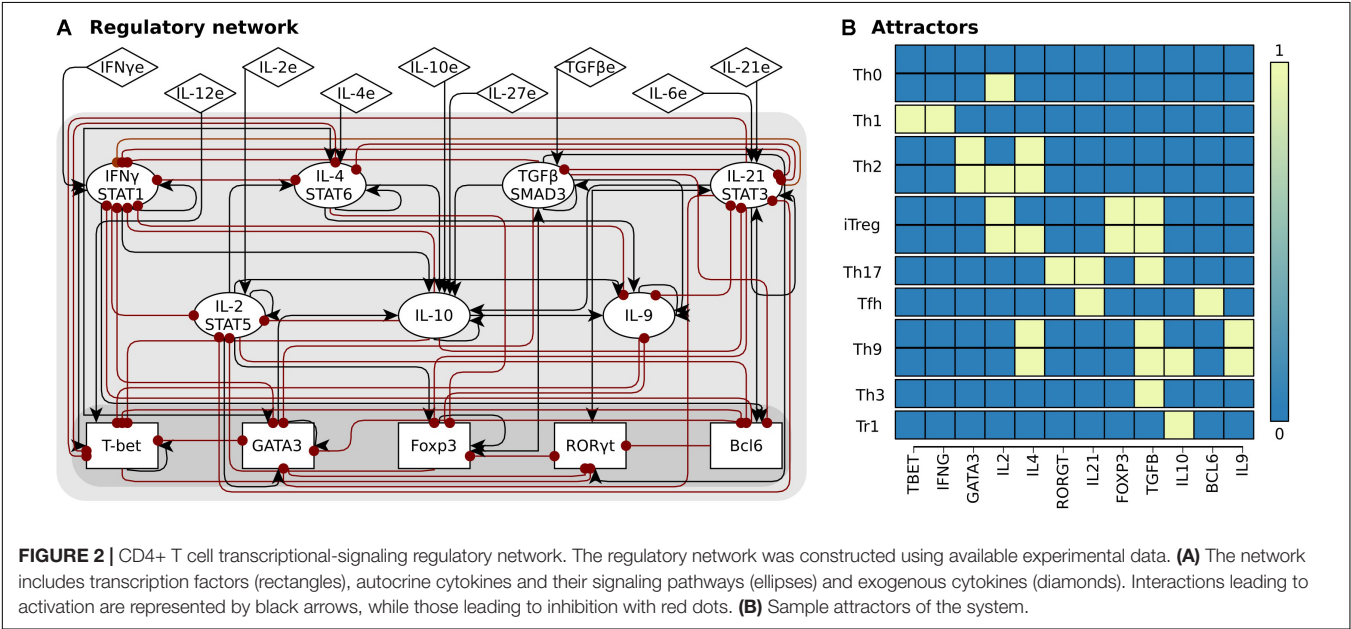 A Regulatory network
IFNγe
IL-2e
IL-10e
TGFβe
IL-21e
IL-12e
IL-4e
IL-27e
IL-6e
IFNγ
STAT1
IL-4
STAT6
TGFβ
SMAD3
IL-21
STAT3
IL-2
STAT5
IL-10
IL-9
T-bet
GATA3
Foxp3
RORγt
Bcl6
B Attractors
Th0
Th1
Th2
iTreg
Th17
Tfh
Th9
Th3
Tr1
TBET
IFNG
GATA3
IL2
IL4
RORGT
IL21
FOXP3
TGFB
IL10
BCL6
IL9
1
0
FIGURE 2 | CD4+ T cell transcriptional-signaling regulatory network. The regulatory network was constructed using available experimental data. (A) The network
includes transcription factors (rectangles), autocrine cytokines and their signaling pathways (ellipses) and exogenous cytokines (diamonds). Interactions leading to
activation are represented by black arrows, while those leading to inhibition with red dots. (B) Sample attractors of the system.